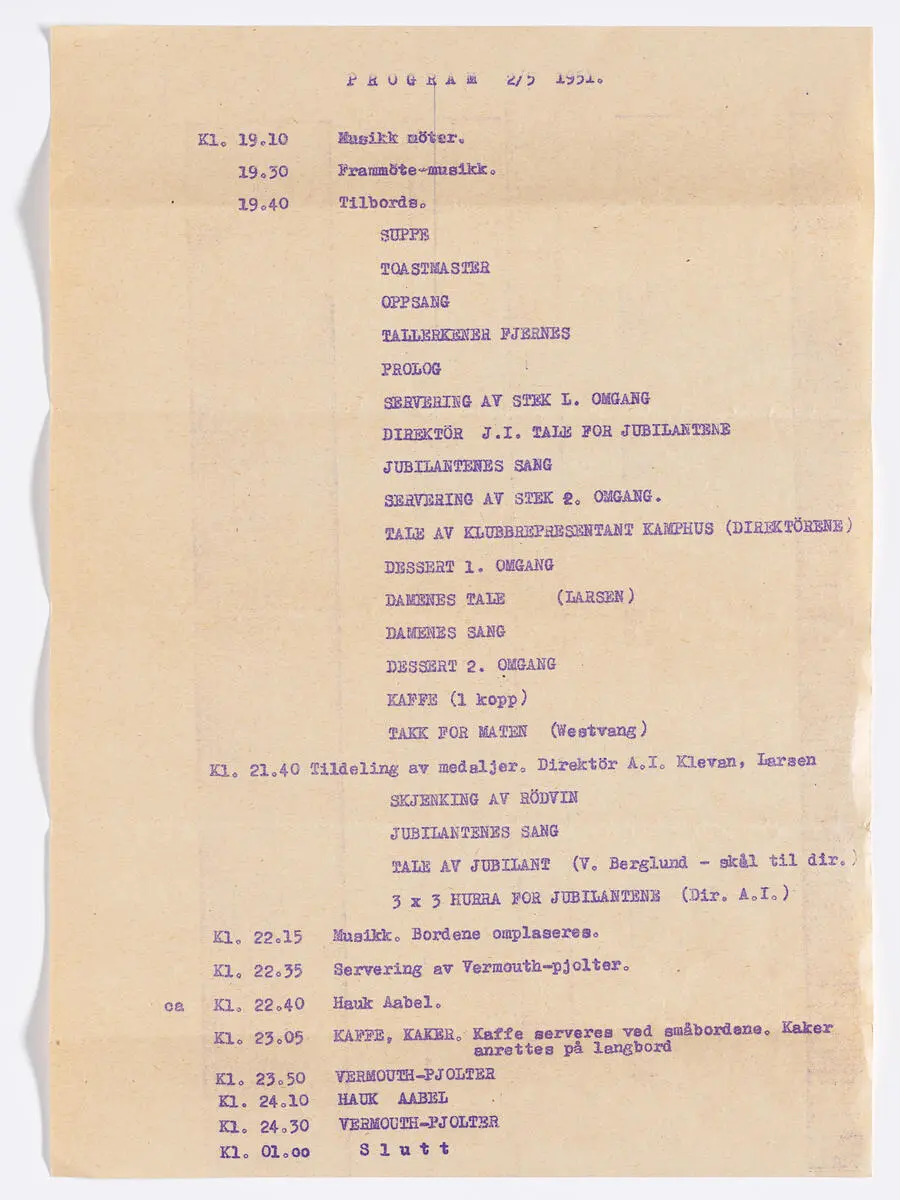 PROGRAM 2/5 1951.
Kl. 19.10 Musikk möter.
19.30 Frammöte-musikk.
19.40 Tilbords.
SUPPE
TOASTMASTER
OPPSANG
TALLERKENER FJERNES
PROLOG
SERVERING AV STEK 1. OMGANG
DIREKTÖR J.I. TALE FOR JUBILANTENE
JUBILANTENES SANG
SERVERING AV STEK 2. OMGANG.
TALE AV KLUBBREPRESENTANT KAMPHUS (DIREKTÖRENE)
DESSERT 1. OMGANG
DAMENES TALE (LARSEN)
DAMENES SANG
DESSERT 2. OMGANG
KAFFE (1 kopp)
TAKK FOR MATEN (Westvang)
Kl. 21.40 Tildeling av medaljer. Direktör A.I. Klevan, Larsen
SKJENKING AV RÖDVIN
JUBILANTENES SANG
TALE AV JUBILANT (V. Berglund - skål til dir.)
3 x 3 HURRA FOR JUBILANTENE (Dir. A.I.)
Kl. 22.15 Musikk. Bordene omplaseres.
Kl. 22.35 Servering av Vermouth-pjolter.
ca Kl. 22.40 Hauk Aabel.
Kl. 23.05 KAFFE, KAKER. Kaffe serveres ved småbordene. Kaker
anrettes på langbord
Kl. 23.50 VERMOUTH-PJOLTER
Kl. 24.10 HAUK AABEL
Kl. 24.30 VERMOUTH-PJOLTER
Kl. 01.00 Slutt